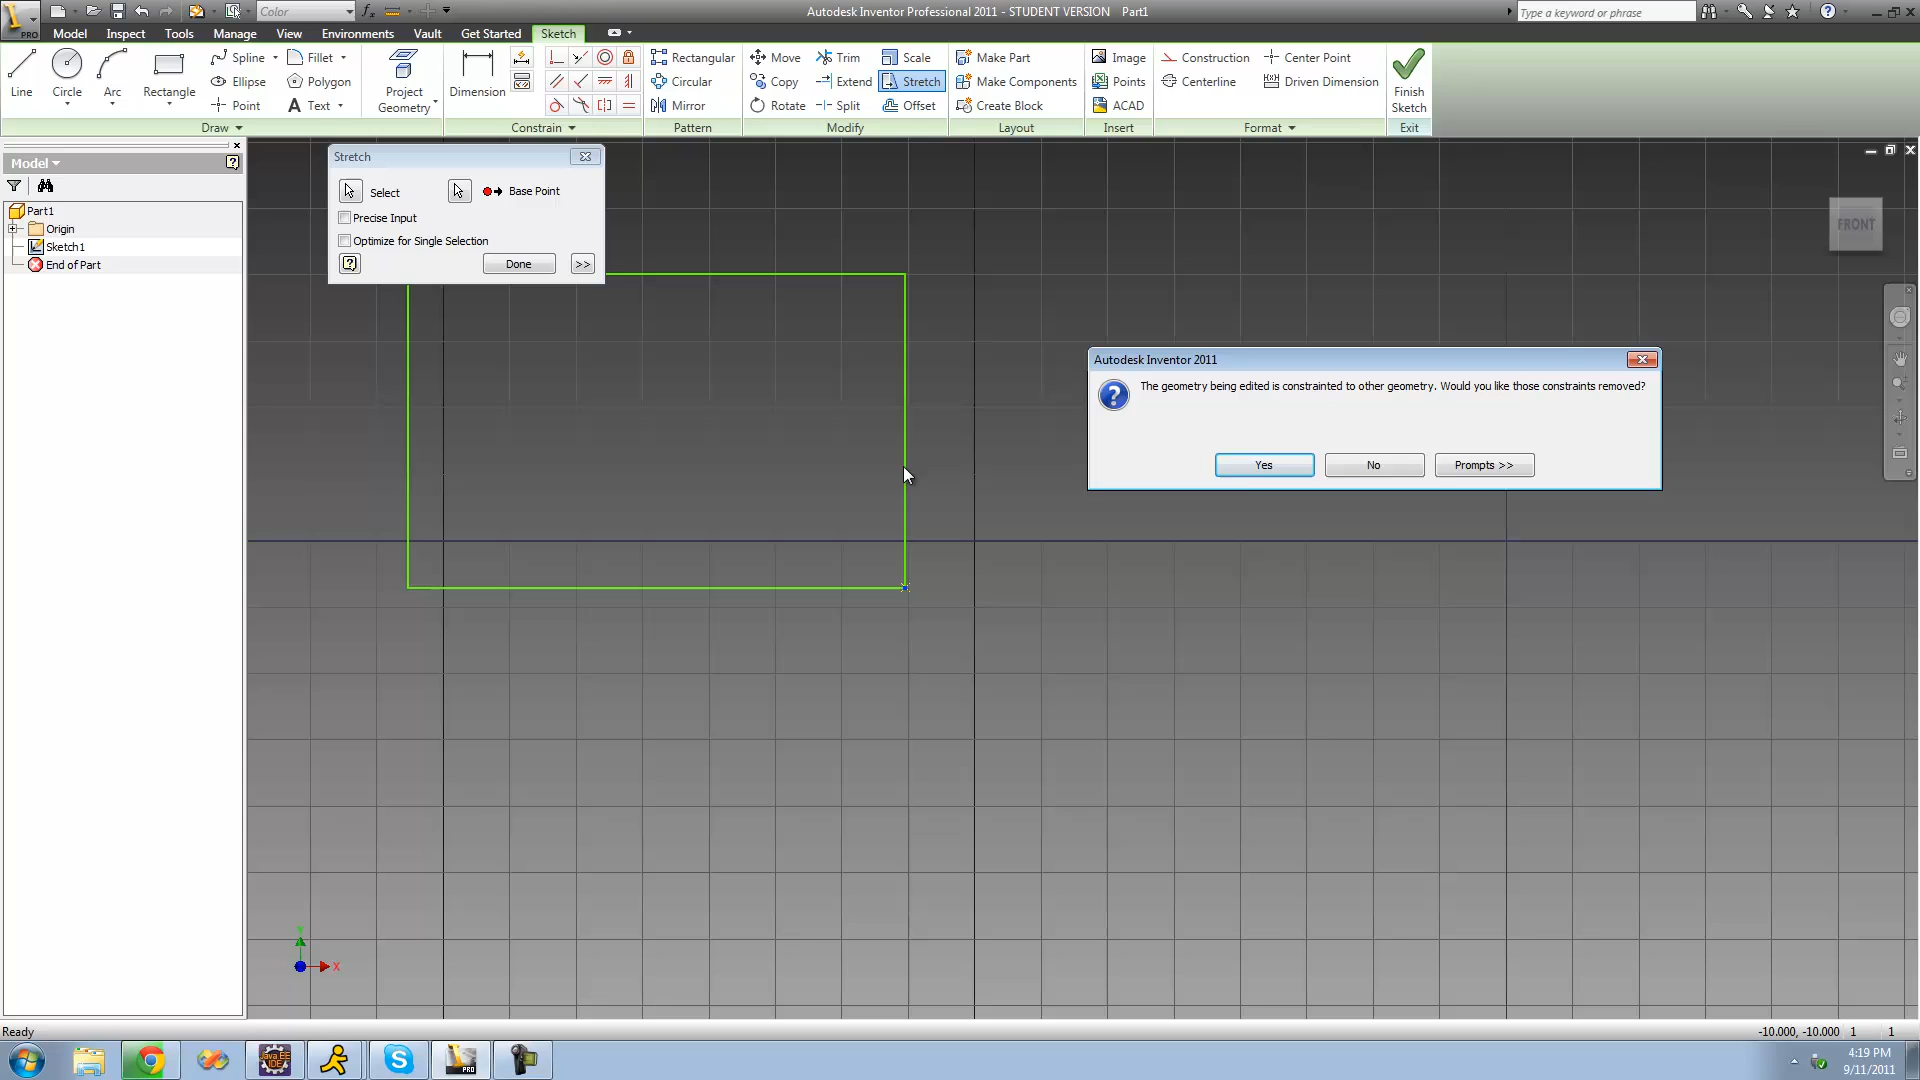 Color
Autodesk Inventor Professional 2011 - STUDENT VERSION Part1
Type a keyword or phrase
PRO
Model Inspect Tools Manage View Environments Vault Get Started Sketch
Line Circle Arc Rectangle
Spline Fillet
Ellipse Polygon
Point Text
Project Geometry
Dimension
Rectangular
Circular
Mirror
Move Trim Scale
Copy Extend Stretch
Rotate Split Offset
Make Part
Make Components
Create Block
Image
Points
ACAD
Construction Center Point
Centerline Driven Dimension
Finish Sketch
Draw Constrain Pattern Modify Layout Insert Format Exit
Model
Part1
Origin
Sketch1
End of Part
Stretch
Select Base Point
Precise Input
Optimize for Single Selection
Done >>
FRONT
Autodesk Inventor 2011
The geometry being edited is constrainted to other geometry. Would you like those constraints removed?
Yes No Prompts >>
Y
X
Ready
-10.000, -10.000 1 1
Java EE IDE
PRO
4:19 PM
9/11/2011